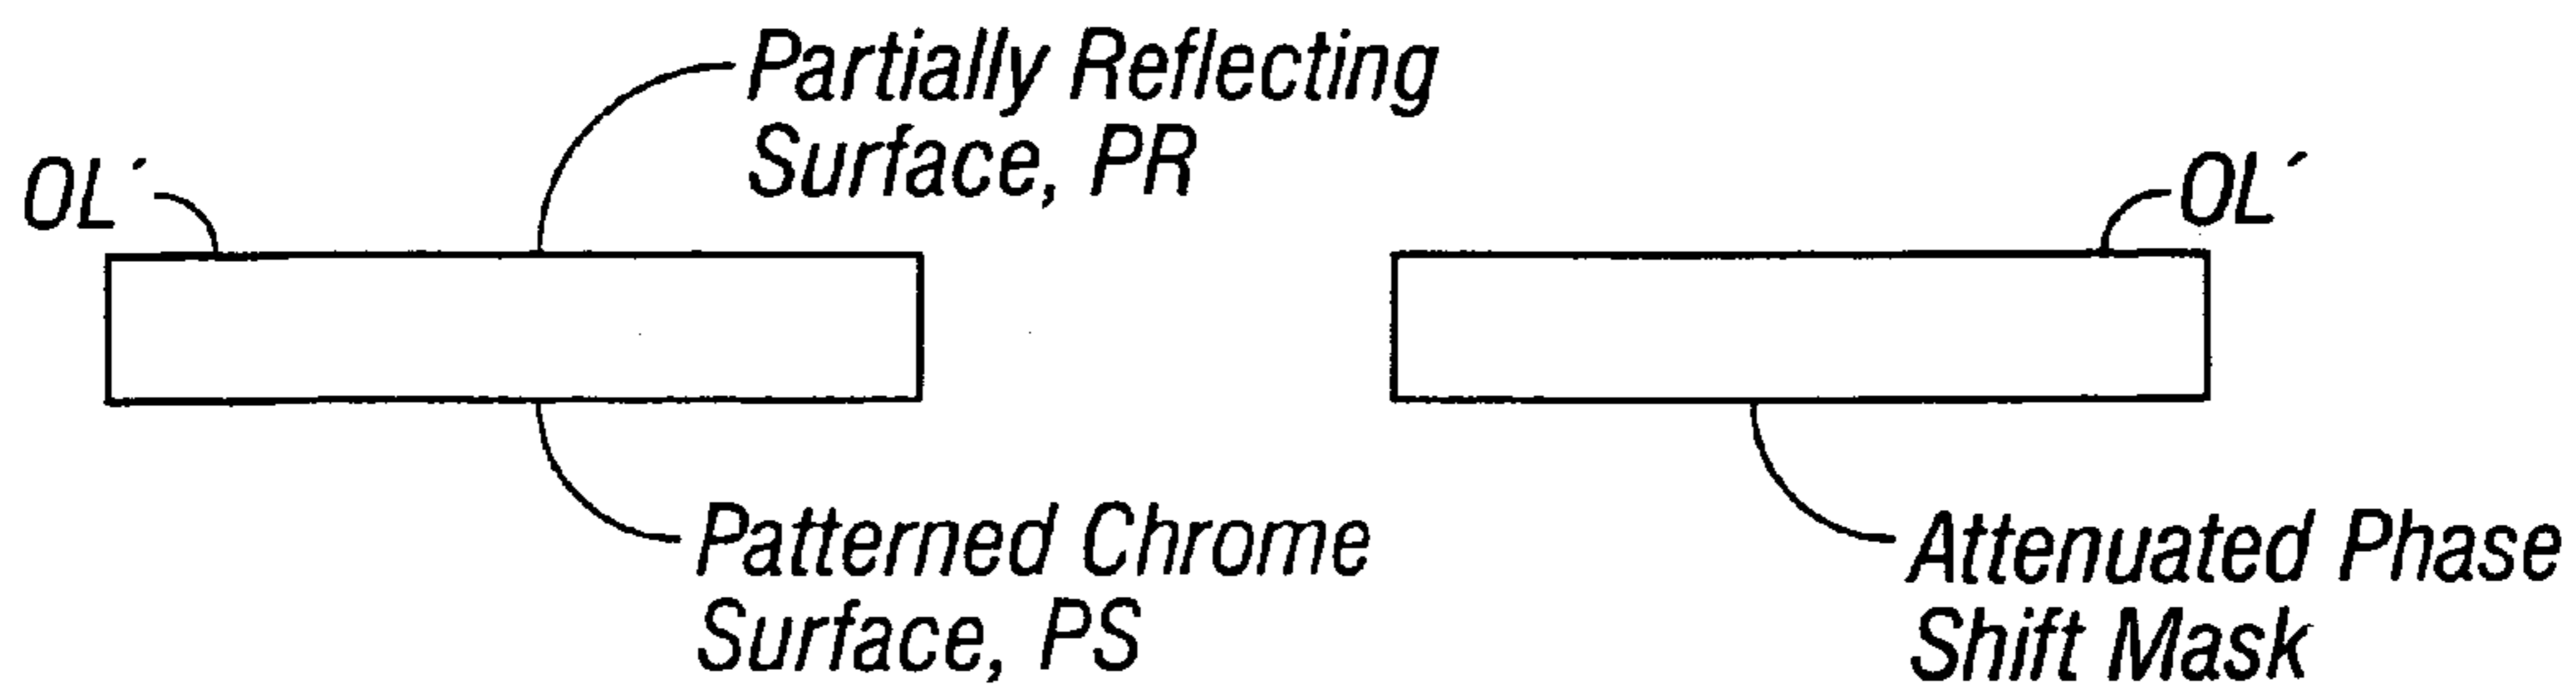 Partially Reflecting
Surface, PR
OL´
OL´
Patterned Chrome
Surface, PS
Attenuated Phase
Shift Mask